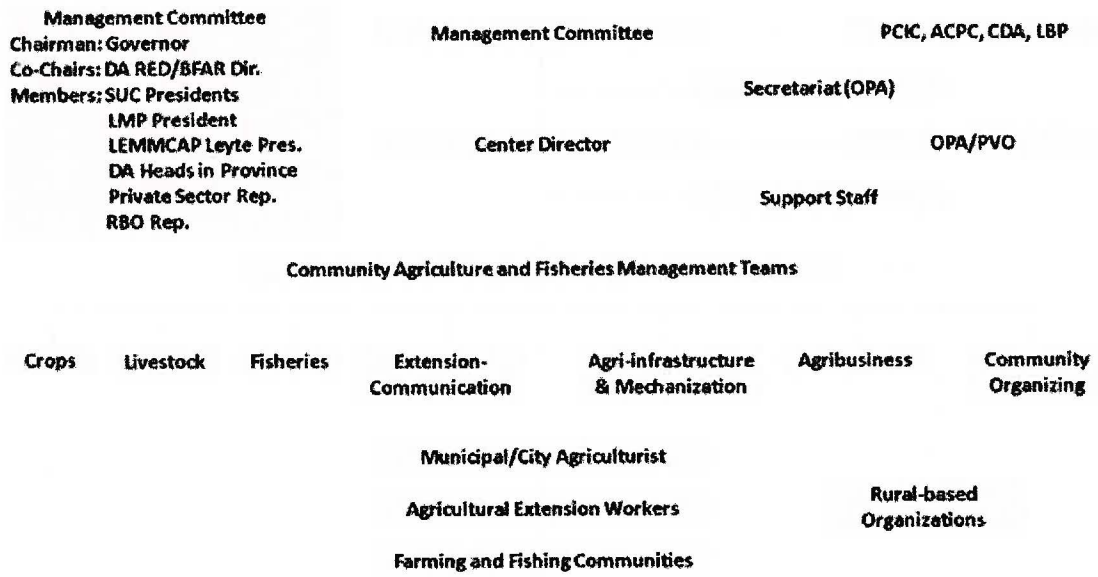 Management Committee
Chairman: Governor
Co-Chairs: DA RED/BFAR Dir.
Members: SUC Presidents
LMP President
LEMMCAP Leyte Pres.
DA Heads in Province
Private Sector Rep.
RBO Rep.
Management Committee
PCIC, ACPC, CDA, LBP
Secretariat (OPA)
Center Director
OPA/PVO
Support Staff
Community Agriculture and Fisheries Management Teams
Crops
Livestock
Fisheries
Extension-
Communication
Agri-infrastructure
& Mechanization
Agribusiness
Community
Organizing
Municipal/City Agriculturist
Agricultural Extension Workers
Farming and Fishing Communities
Rural-based
Organizations